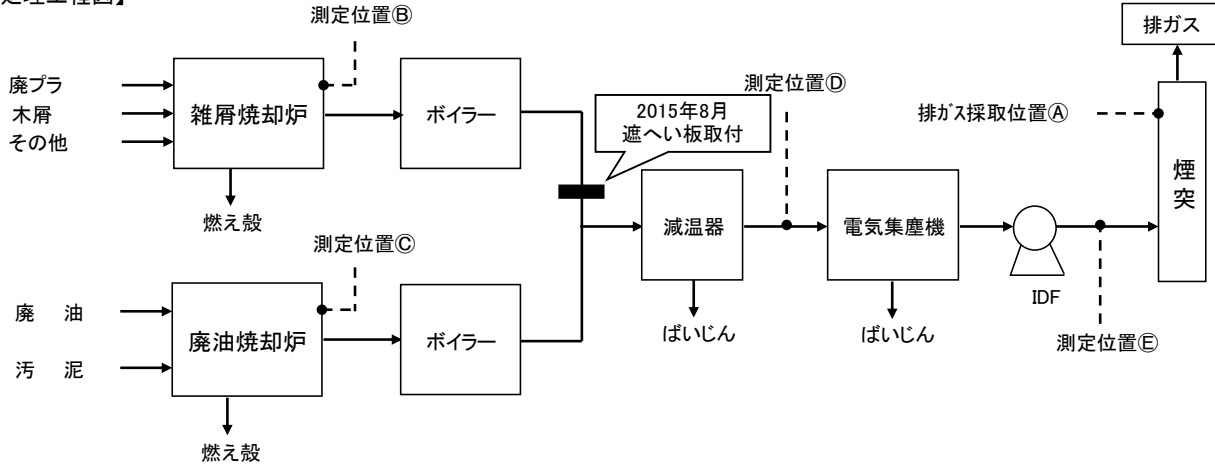 処理工程図】
測定位置Ⓑ
排ガス
廃プラ
木屑
その他
雑屑焼却炉
ボイラー
2015年8月
遮へい板取付
測定位置Ⓓ
排ガス採取位置Ⓐ
煙突
燃え殻
減温器
電気集塵機
測定位置Ⓒ
IDF
廃 油
汚 泥
廃油焼却炉
ボイラー
ばいじん
ばいじん
測定位置Ⓔ
燃え殻